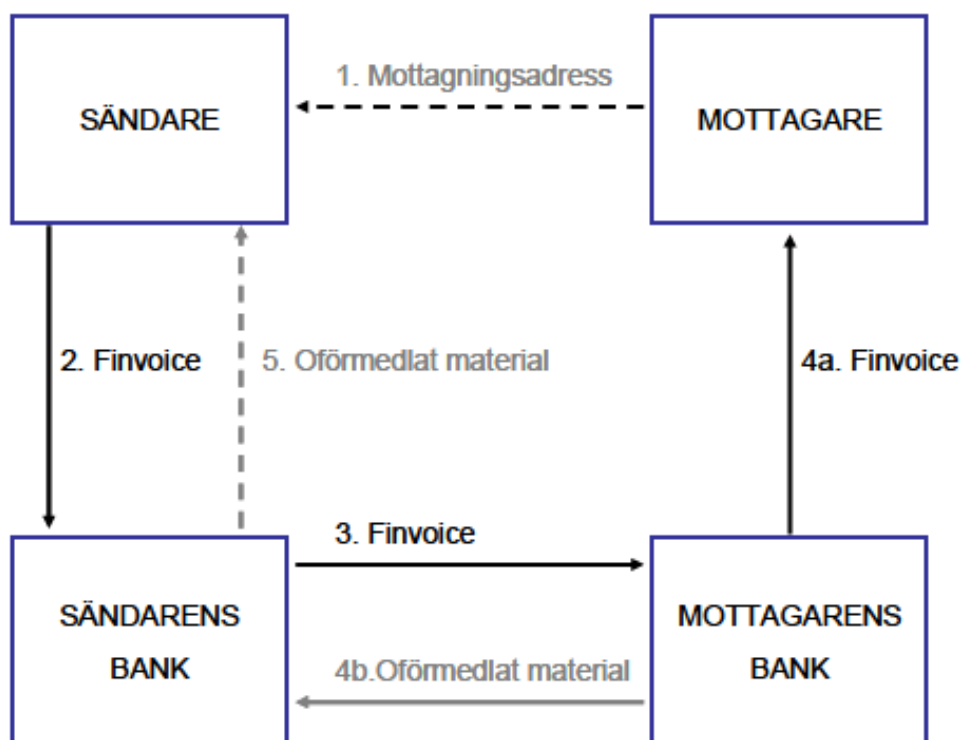 1. Mottagningsadress
SÄNDARE
MOTTAGARE
2. Finvoice
5. Oförmedlat material
4a. Finvoice
3. Finvoice
SÄNDARENS
BANK
MOTTAGARENS
BANK
4b.Oförmedlat material